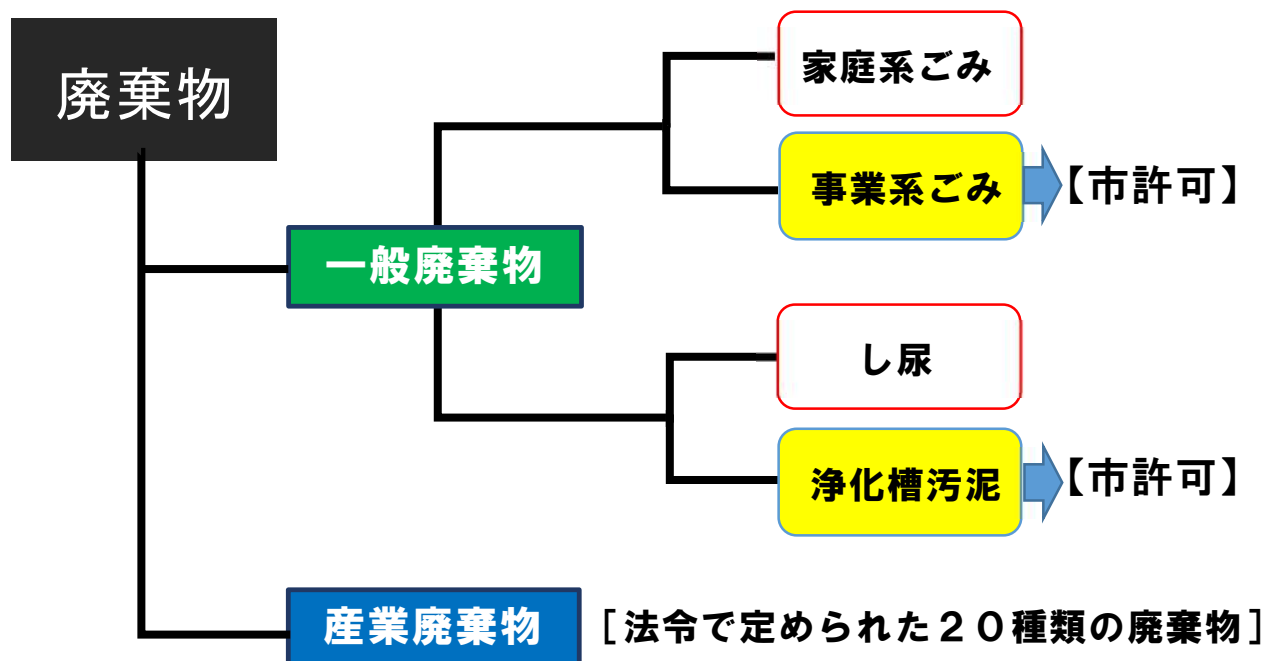 廃棄物
家庭系ごみ
事業系ごみ
【市許可】
一般廃棄物
し尿
浄化槽汚泥
【市許可】
産業廃棄物
[法令で定められた20種類の廃棄物]